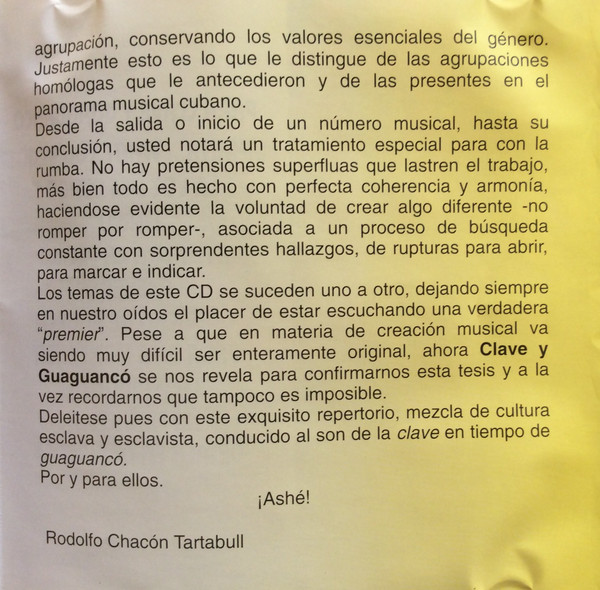 agrupación, conservando los valores esenciales del género.
Justamente esto es lo que le distingue de las agrupaciones
homólogas que le antecedieron y de las presentes en el
panorama musical cubano.
Desde la salida o inicio de un número musical, hasta su
conclusión, usted notará un tratamiento especial para con la
rumba. No hay pretensiones superfluas que lastren el trabajo,
más bien todo es hecho con perfecta coherencia y armonía,
haciendose evidente la voluntad de crear algo diferente -no
romper por romper-, asociada a un proceso de búsqueda
constante con sorprendentes hallazgos, de rupturas para abrir,
para marcar e indicar.
Los temas de este CD se suceden uno a otro, dejando siempre
en nuestro oídos el placer de estar escuchando una verdadera
“premier”. Pese a que en materia de creación musical va
siendo muy difícil ser enteramente original, ahora Clave y
Guaguancó se nos revela para confirmarnos esta tesis y a la
vez recordarnos que tampoco es imposible.
Deleitese pues con este exquisito repertorio, mezcla de cultura
esclava y esclavista, conducido al son de la clave en tiempo de
guaguancó.
Por y para ellos.
¡Ashé!
Rodolfo Chacón Tartabull